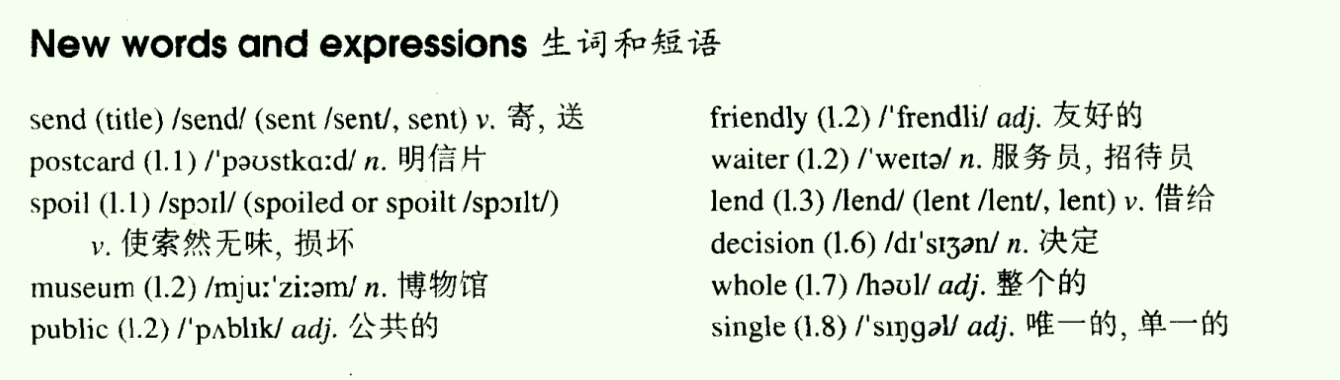 New words and expressions 生词和短语
send (title) /send/ (sent /sent/, sent) v. 寄, 送
postcard (l.1) /ˈpəʊstkɑːd/ n. 明信片
spoil (l.1) /spɔɪl/ (spoiled or spoilt /spɔɪlt/)
v. 使索然无味, 损坏
museum (l.2) /mjuːˈziːəm/ n. 博物馆
public (l.2) /ˈpʌblɪk/ adj. 公共的
friendly (l.2) /ˈfrendli/ adj. 友好的
waiter (l.2) /ˈweɪtə/ n. 服务员, 招待员
lend (l.3) /lend/ (lent /lent/, lent) v. 借给
decision (l.6) /dɪˈsɪʒən/ n. 决定
whole (l.7) /həʊl/ adj. 整个的
single (l.8) /ˈsɪŋgəl/ adj. 唯一的, 单一的